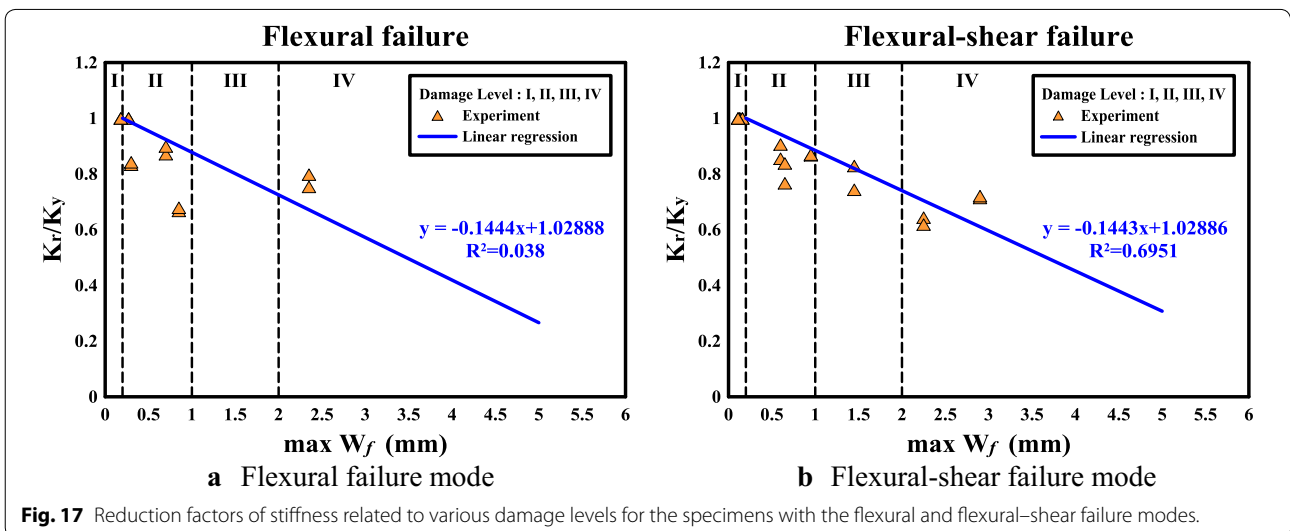 Flexural failure
I II III IV
Damage Level : I, II, III, IV
Experiment
Linear regression
y = -0.1444x+1.02888
R²=0.038
Kr/Ky
1.2
1
0.8
0.6
0.4
0.2
0
0 0.5 1 1.5 2 2.5 3 3.5 4 4.5 5 5.5 6
max Wf (mm)
a Flexural failure mode
Flexural-shear failure
I II III IV
Damage Level : I, II, III, IV
Experiment
Linear regression
y = -0.1443x+1.02886
R²=0.6951
Kr/Ky
1.2
1
0.8
0.6
0.4
0.2
0
0 0.5 1 1.5 2 2.5 3 3.5 4 4.5 5 5.5 6
max Wf (mm)
b Flexural-shear failure mode
Fig. 17 Reduction factors of stiffness related to various damage levels for the specimens with the flexural and flexural–shear failure modes.